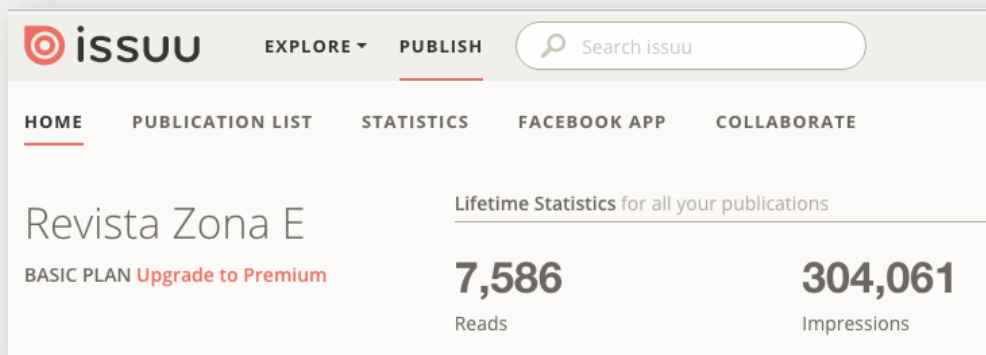 issuu EXPLORE PUBLISH Search issuu
HOME PUBLICATION LIST STATISTICS FACEBOOK APP COLLABORATE
Revista Zona E
BASIC PLAN Upgrade to Premium
Lifetime Statistics for all your publications
7,586 304,061
Reads Impressions